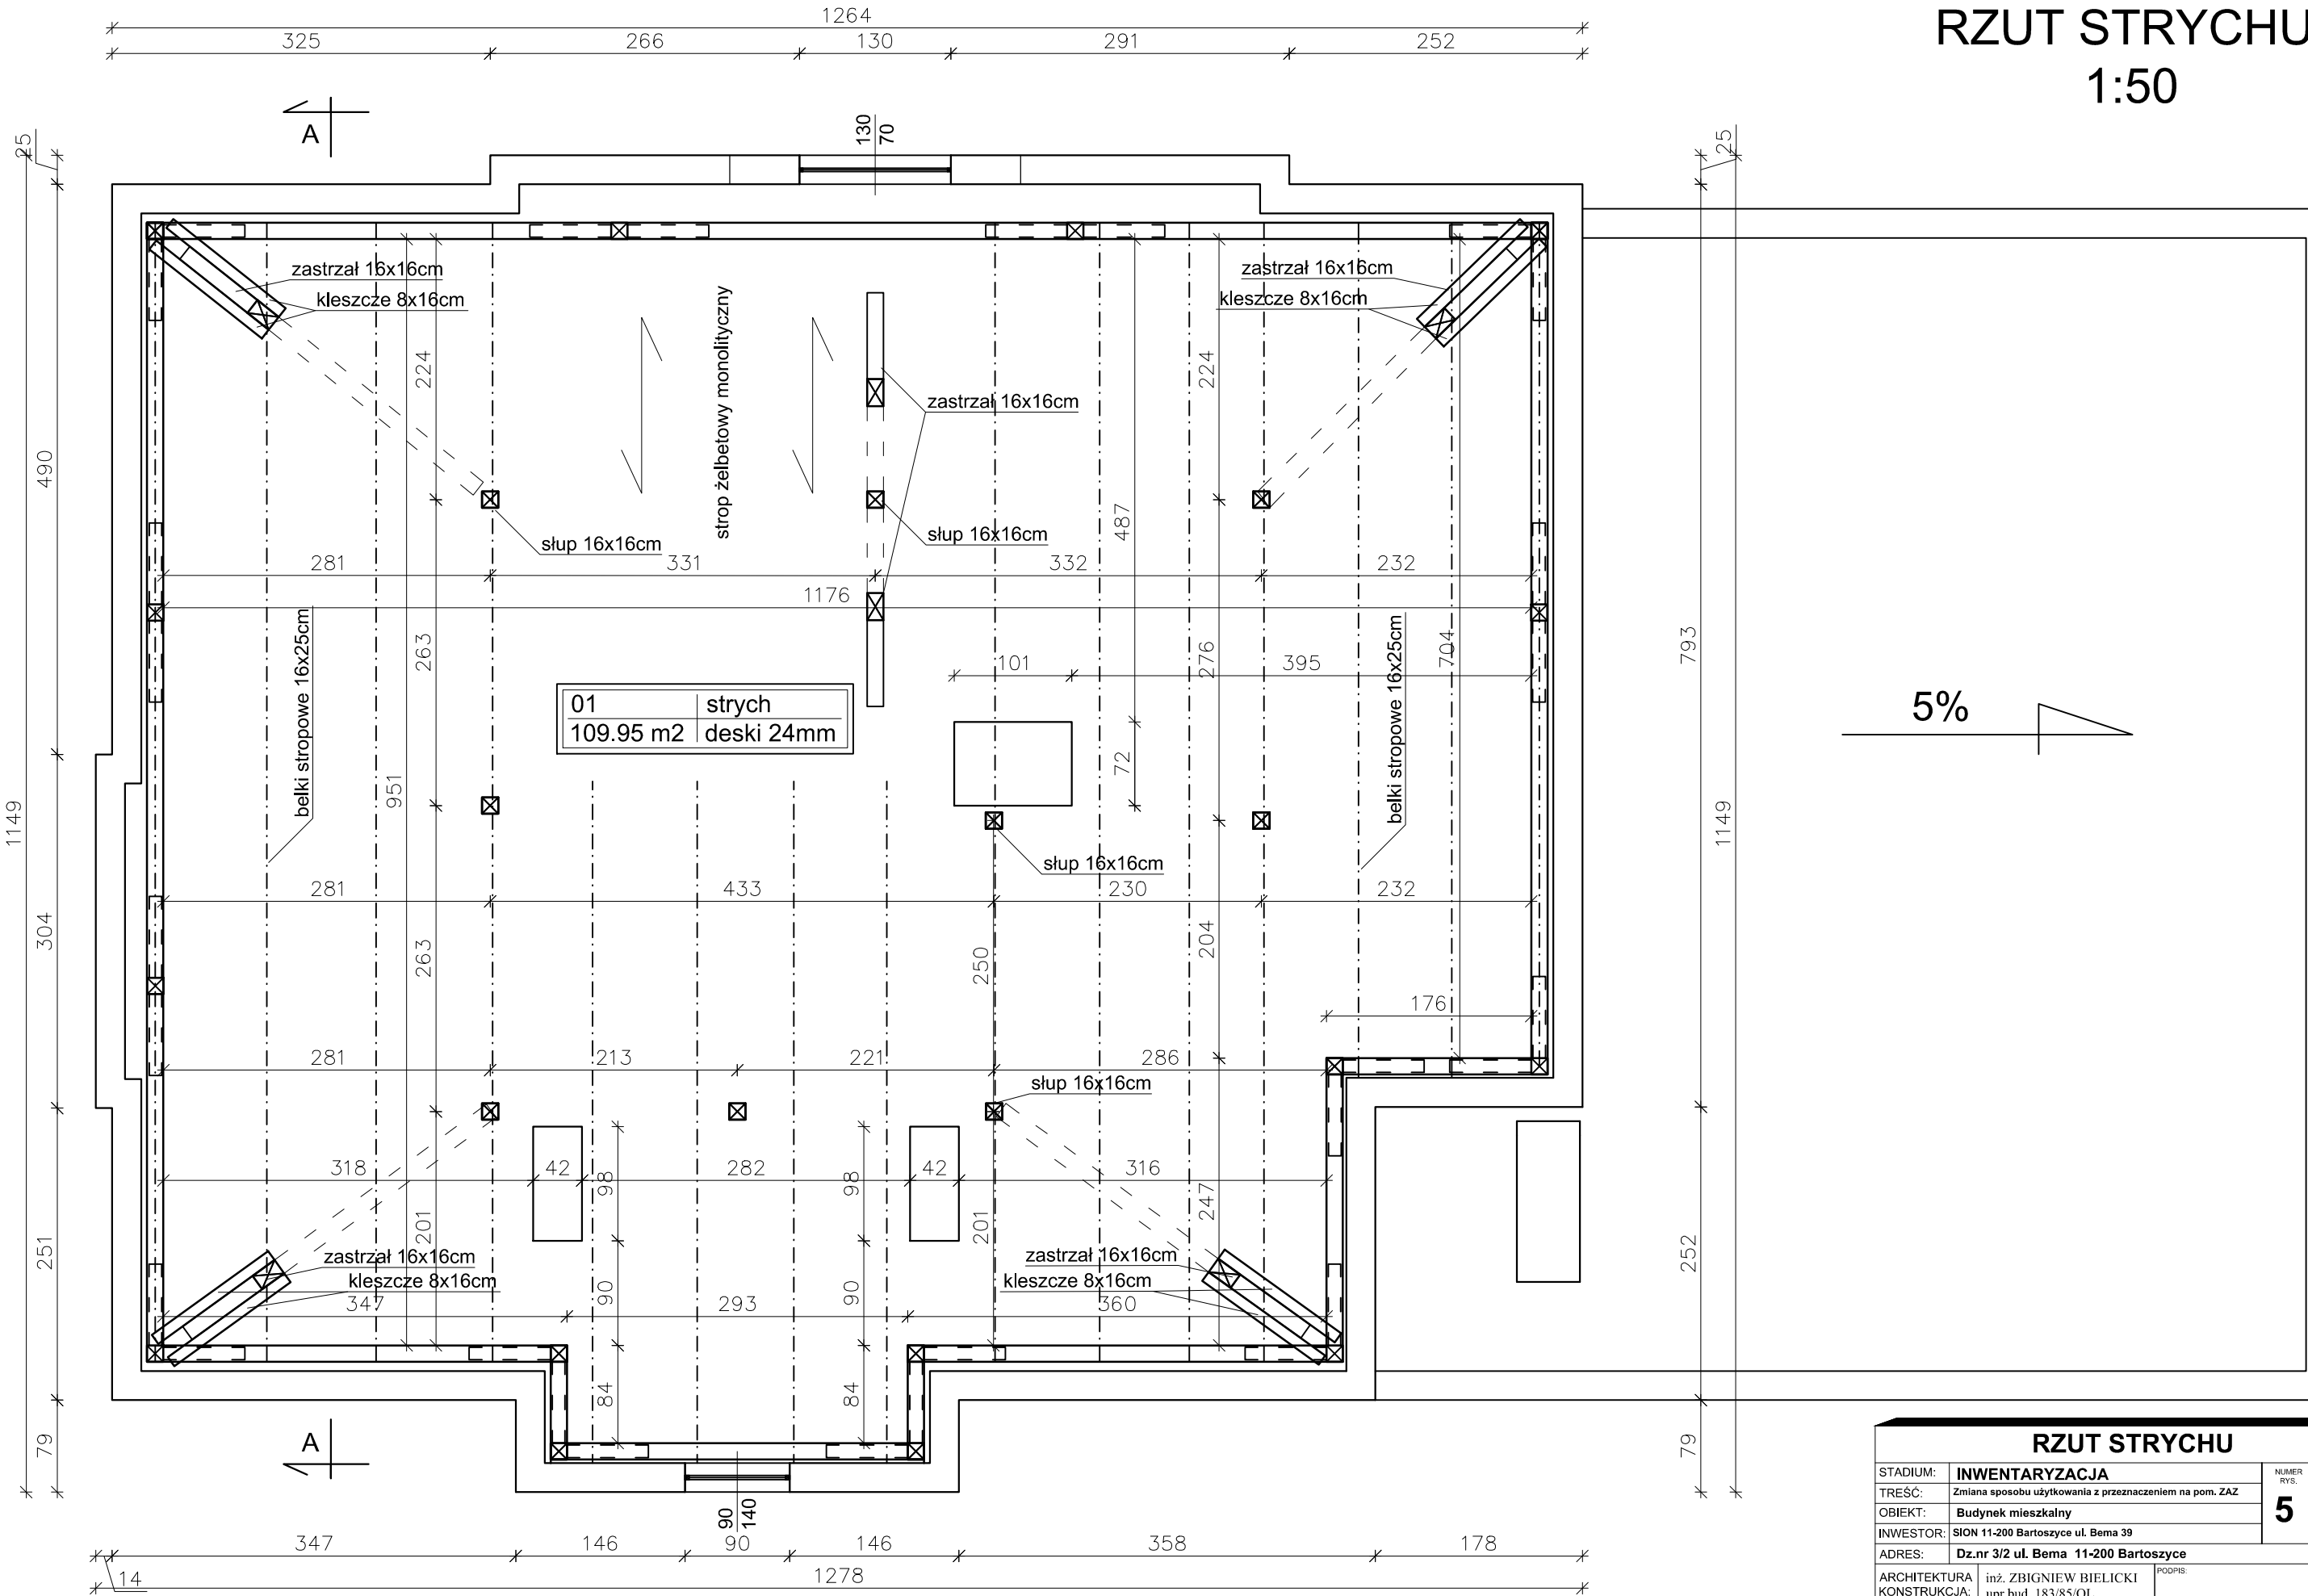 RZUT STRYCHU
1:50
1264
325 266 130 291 252
A
130
70
25
25
zastrzał 16x16cm
kleszcze 8x16cm
zastrzał 16x16cm
kleszcze 8x16cm
strop żelbetowy monolityczny
224
224
zastrzał 16x16cm
490
487
słup 16x16cm
słup 16x16cm
281 331 332 232
1176
belki stropowe 16x25cm
263
276
704
793
101 395
belki stropowe 16x25cm
01 strych
109.95 m2 deski 24mm
5%
951
72
1149
1149
słup 16x16cm
281 433 230 232
304
263
250
204
176
281 213 221 286
słup 16x16cm
318 42 282 42 316
98
98
201
201
247
251
252
zastrzał 16x16cm
kleszcze 8x16cm
zastrzał 16x16cm
kleszcze 8x16cm
90
90
347 293 360
84
84
A
79
79
90
140
347 146 90 146 358 178
14
1278
RZUT STRYCHU
STADIUM: INWENTARYZACJA
NUMER RYS.
5
TREŚĆ: Zmiana sposobu użytkowania z przeznaczeniem na pom. ZAZ
OBIEKT: Budynek mieszkalny
INWESTOR: SION 11-200 Bartoszyce ul. Bema 39
ADRES: Dz.nr 3/2 ul. Bema 11-200 Bartoszyce
ARCHITEKTURA inż. ZBIGNIEW BIELICKI PODPIS:
KONSTRUKCJA: upr.bud. 183/85/OL